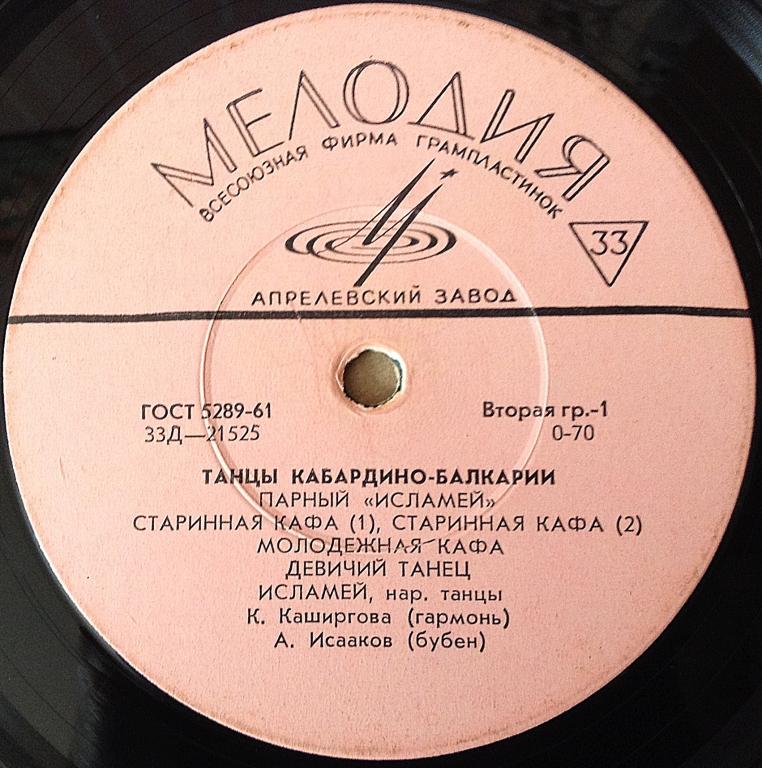 МЕЛОДИЯ
ВСЕСОЮЗНАЯ ФИРМА ГРАМПЛАСТИНОК
33
АПРЕЛЕВСКИЙ ЗАВОД
ГОСТ 5289-61 Вторая гр.-1
33Д—21525 0-70
ТАНЦЫ КАБАРДИНО-БАЛКАРИИ
ПАРНЫЙ «ИСЛАМЕЙ»
СТАРИННАЯ КАФА (1), СТАРИННАЯ КАФА (2)
МОЛОДЕЖНАЯ КАФА
ДЕВИЧИЙ ТАНЕЦ
ИСЛАМЕЙ, нар. танцы
К. Каширгова (гармонь)
А. Исааков (бубен)